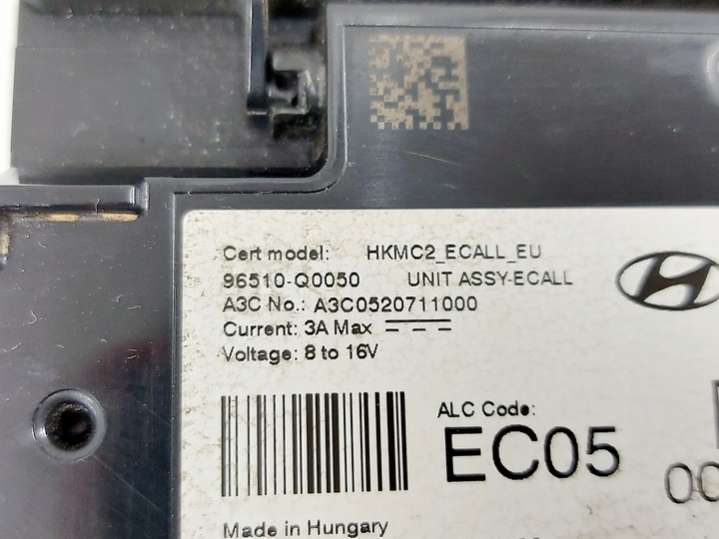 Cert model: HKMC2_ECALL_EU
96510-Q0050 UNIT ASSY-ECALL
A3C No.: A3C0520711000
Current: 3A Max
Voltage: 8 to 16V
ALC Code:
EC05
00
Made in Hungary